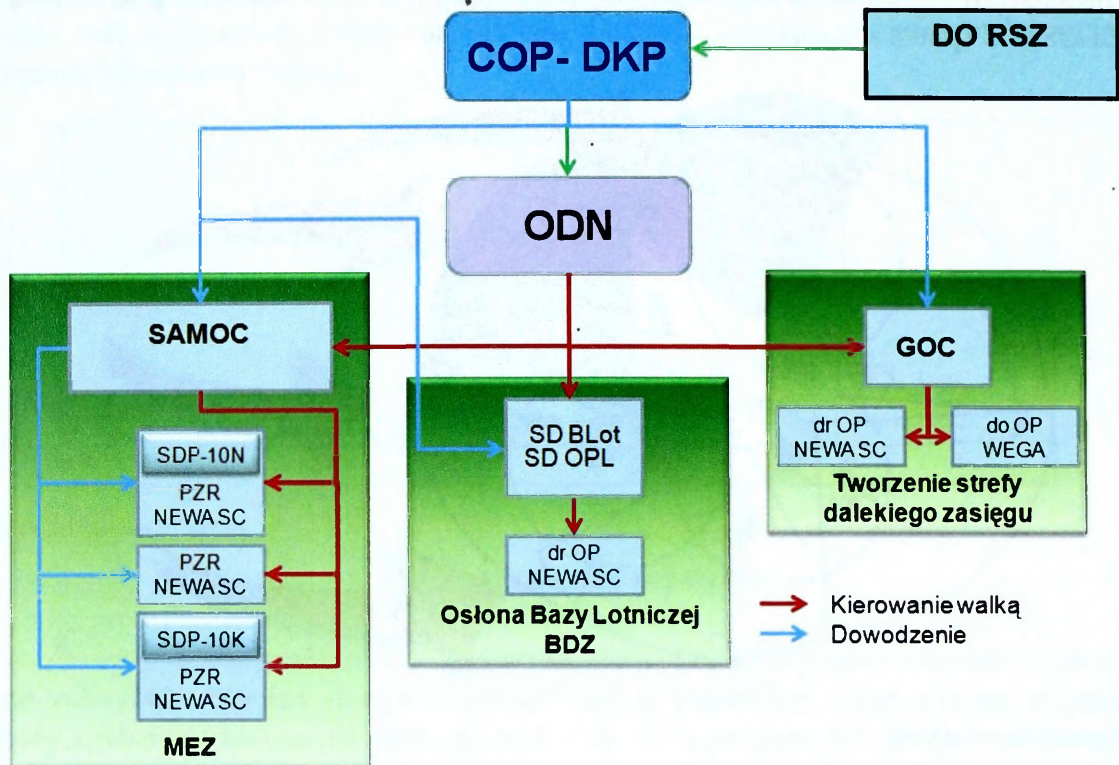 COP- DKP
DO RSZ
ODN
SAMOC
SDP-10N
PZR
NEWA SC
PZR
NEWA SC
SDP-10K
PZR
NEWA SC
MEZ
SD BLot
SD OPL
dr OP
NEWA SC
Osłona Bazy Lotniczej
BDZ
GOC
dr OP
NEWA SC
do OP
WEGA
Tworzenie strefy
dalekiego zasięgu
Kierowanie walką
Dowodzenie